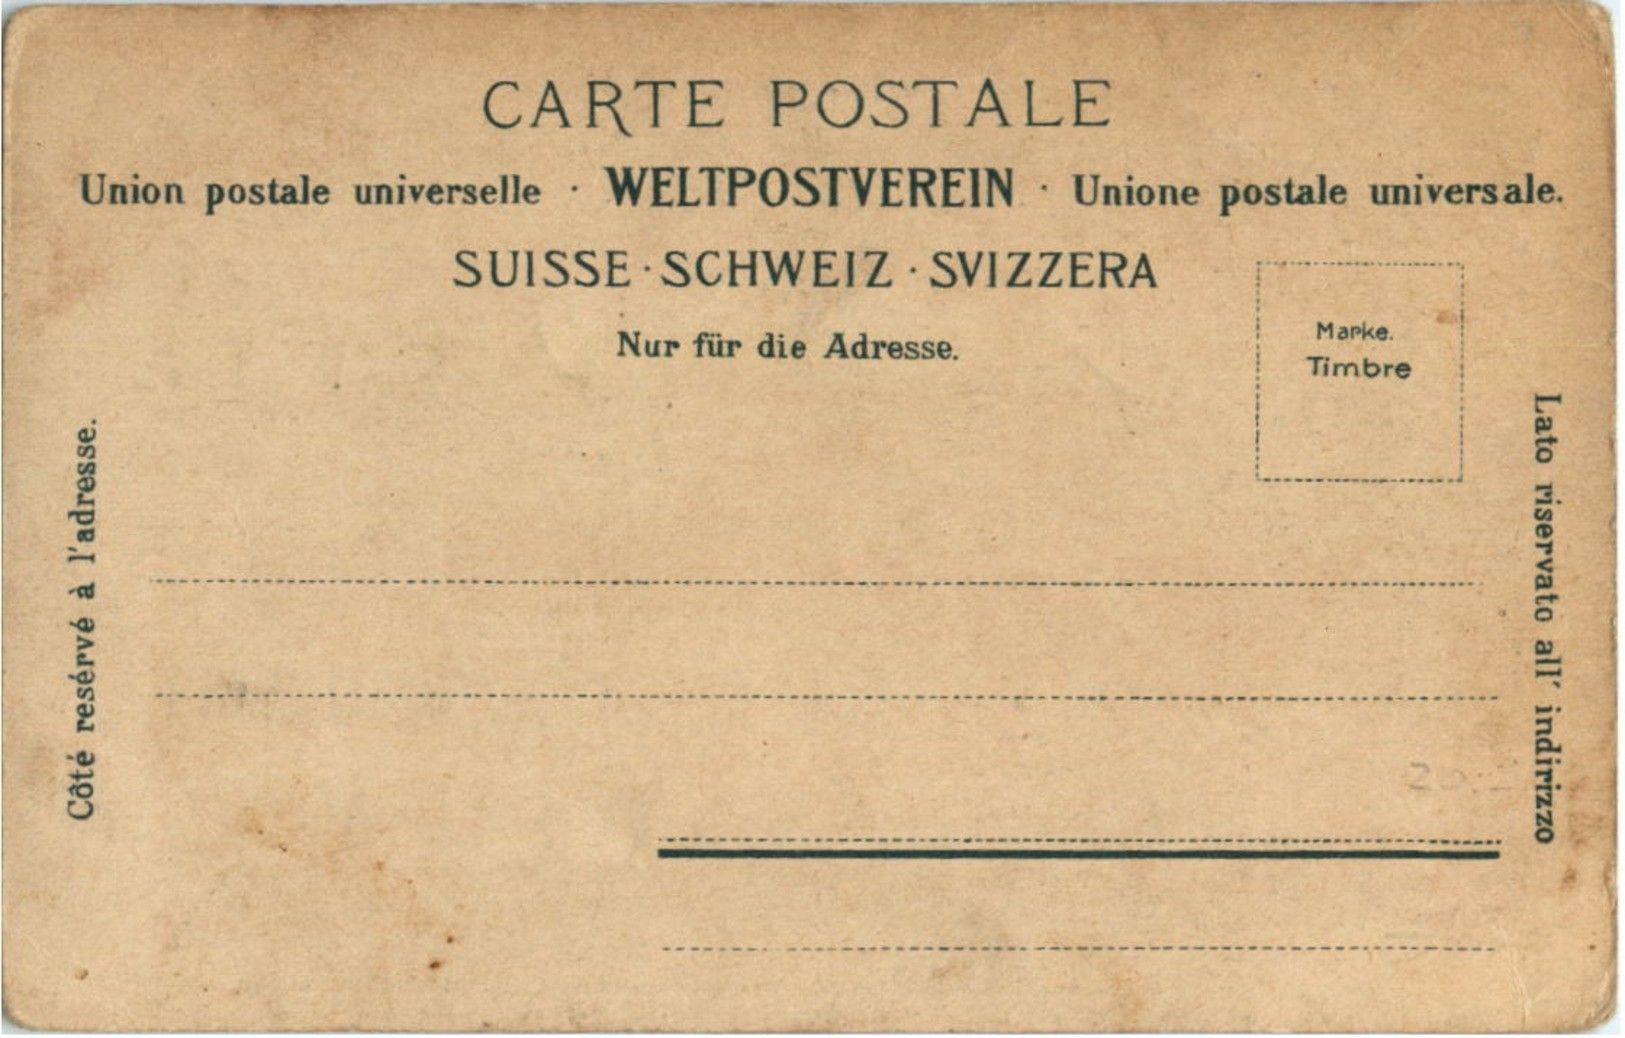 CARTE POSTALE
Union postale universelle · WELTPOSTVEREIN · Unione postale universale.
SUISSE · SCHWEIZ · SVIZZERA
Nur für die Adresse.
Marke.
Timbre
Côté resérvé à l'adresse.
Lato riservato all' indirizzo